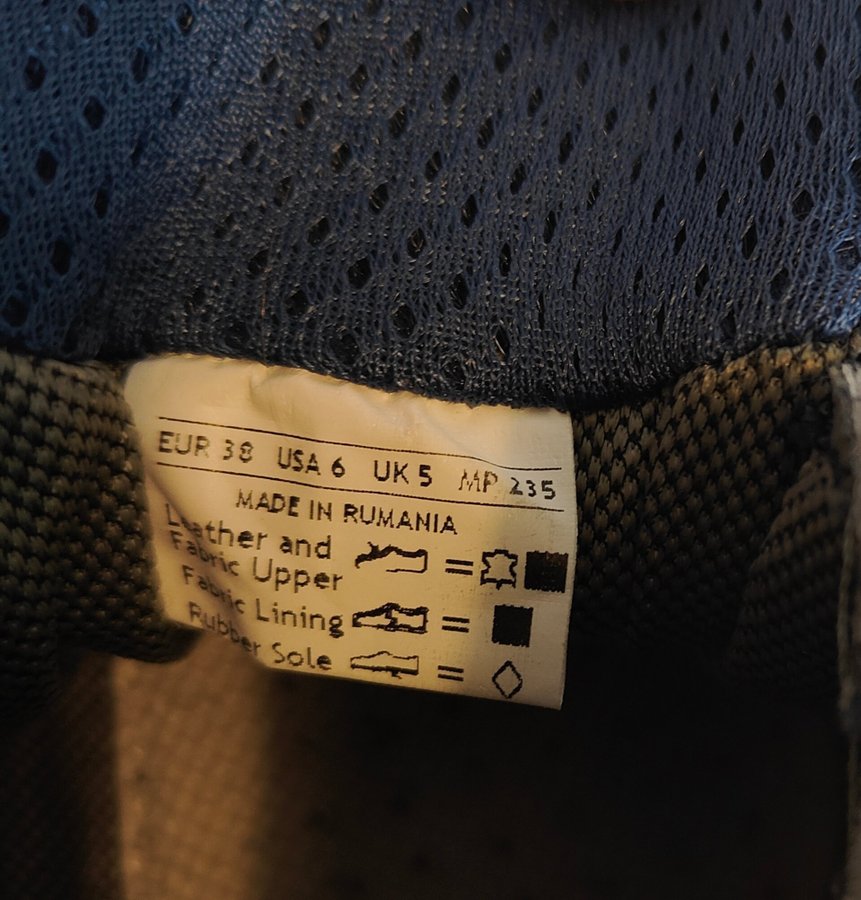 EUR 38 USA 6 UK 5 MP 235
MADE IN RUMANIA
Leather and
Fabric Upper
Fabric Lining
Rubber Sole